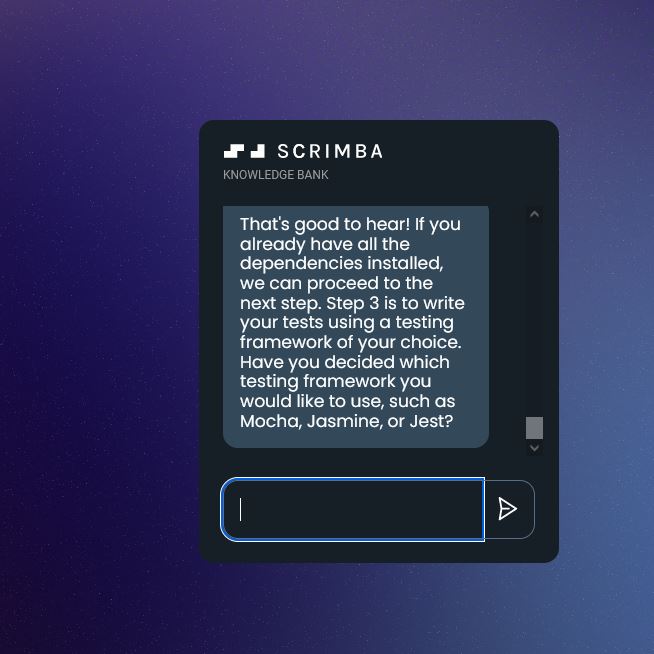 SCRIMBA
KNOWLEDGE BANK
That's good to hear! If you
already have all the
dependencies installed,
we can proceed to the
next step. Step 3 is to write
your tests using a testing
framework of your choice.
Have you decided which
testing framework you
would like to use, such as
Mocha, Jasmine, or Jest?